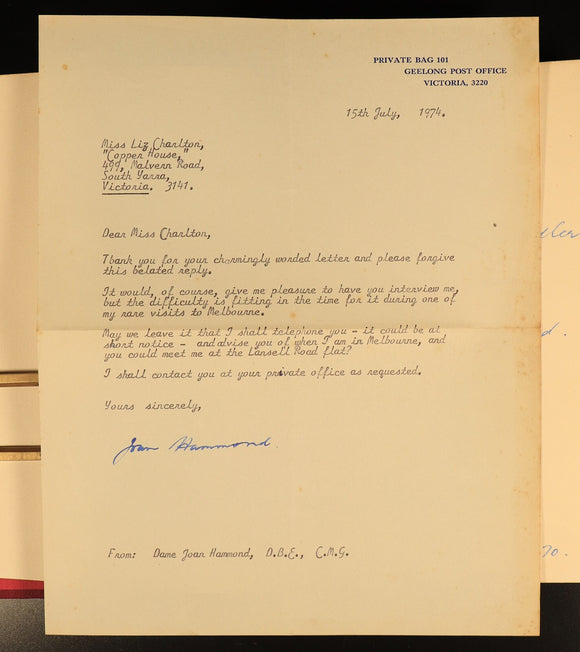 PRIVATE BAG 101
GEELONG POST OFFICE
VICTORIA, 3220
15th July, 1974.
Miss Liz Charlton,
"Copper House,"
499, Malvern Road,
South Yarra,
Victoria. 3141.
Dear Miss Charlton,
Thank you for your charmingly worded letter and please forgive
this belated reply.
It would, of course, give me pleasure to have you interview me,
but the difficulty is fitting in the time for it during one of
my rare visits to Melbourne.
May we leave it that I shall telephone you - it could be at
short notice - and advise you of when I am in Melbourne, and
you could meet me at the Lansell Road flat?
I shall contact you at your private office as requested.
Yours sincerely,
Joan Hammond.
From: Dame Joan Hammond, D.B.E., C.M.G.